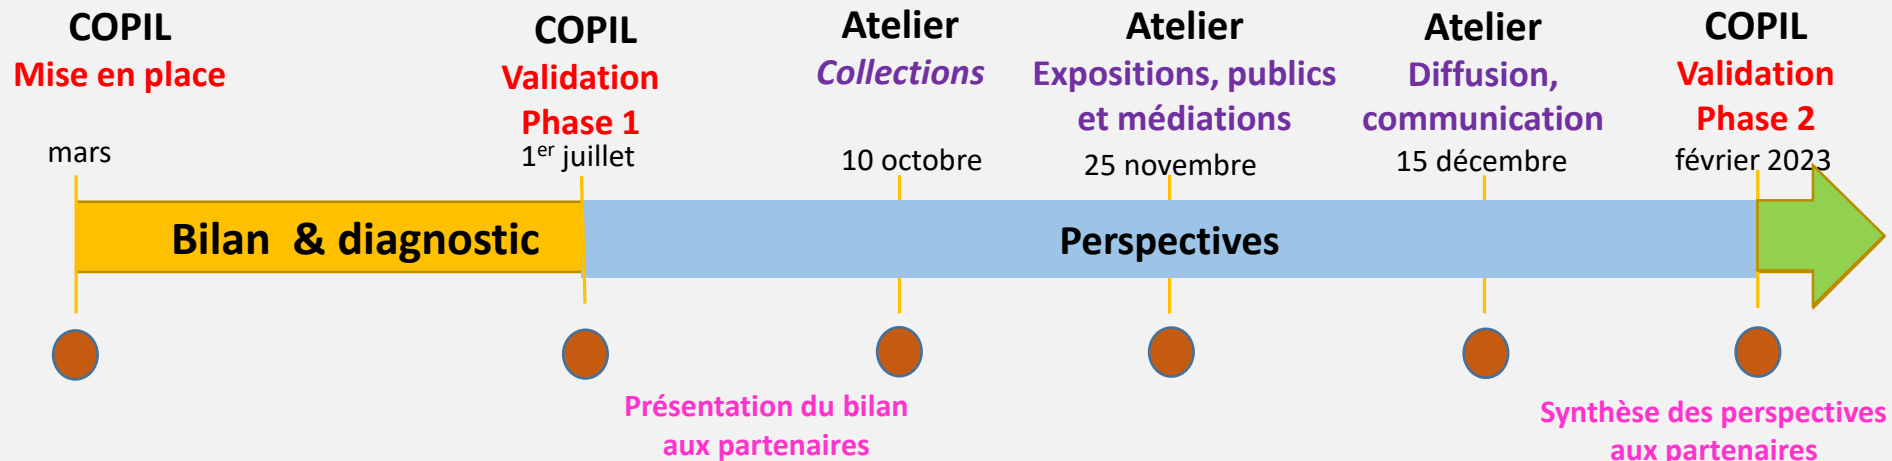 COPIL
Mise en place
mars
COPIL
Validation
Phase 1
1er juillet
Atelier
Collections
10 octobre
Atelier
Expositions, publics
et médiations
25 novembre
Atelier
Diffusion,
communication
15 décembre
COPIL
Validation
Phase 2
février 2023
Bilan & diagnostic
Perspectives
Présentation du bilan
aux partenaires
Synthèse des perspectives
aux partenaires